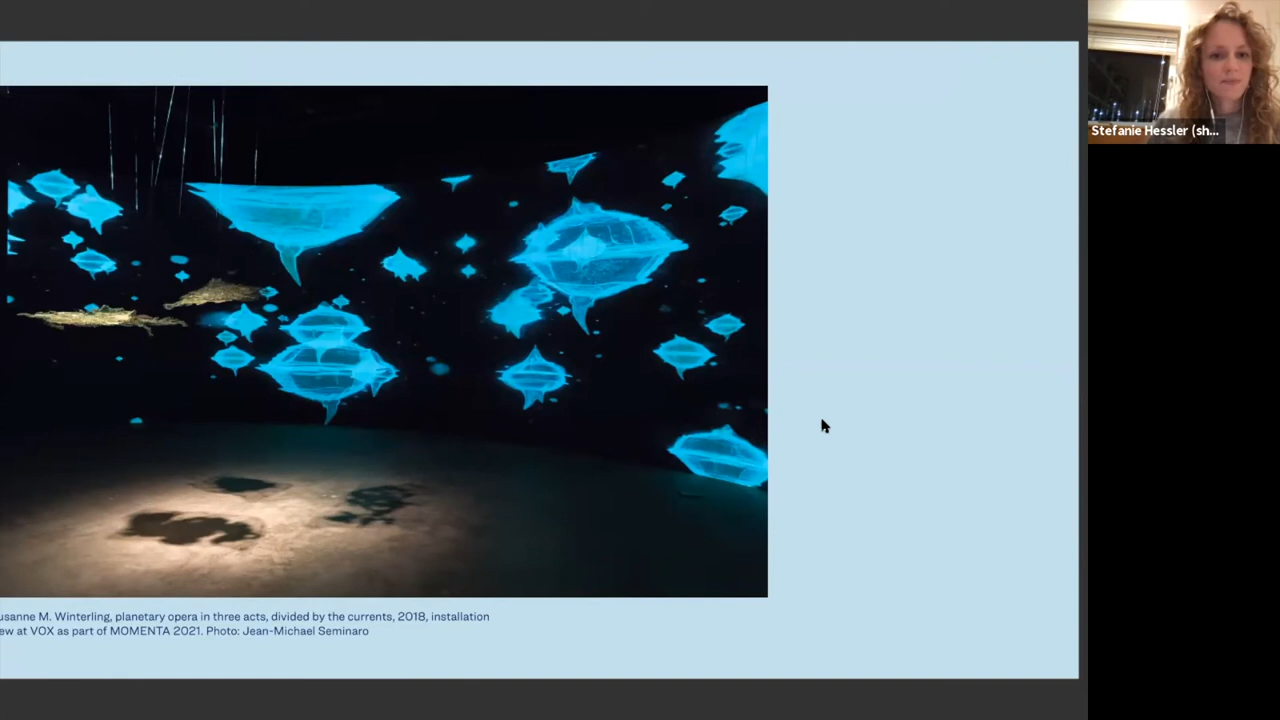 Stefanie Hessler (sh...
usanne M. Winterling, planetary opera in three acts, divided by the currents, 2018, installation
ew at VOX as part of MOMENTA 2021. Photo: Jean-Michael Seminaro